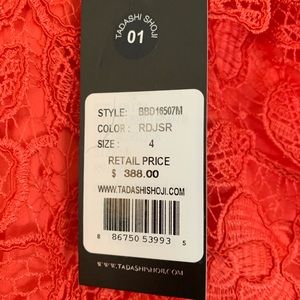 TADASHI SHOJI
01
STYLE: BBD16507M
COLOR: RDJSR
SIZE: 4
RETAIL PRICE
$ 388.00
WWW.TADASHISHOJI.COM
8 86750 53993 5
WWW.TADASHISHOJI.COM